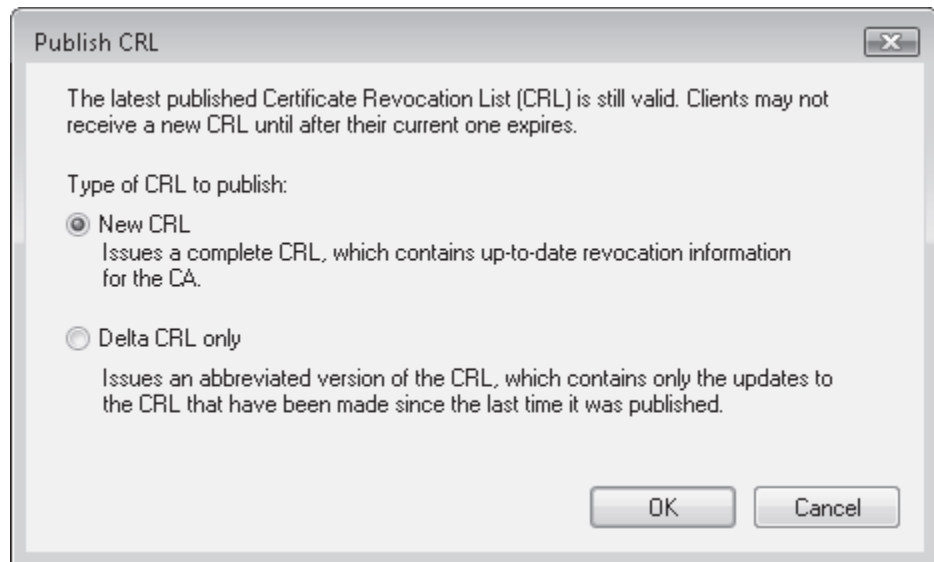 Publish CRL
The latest published Certificate Revocation List (CRL) is still valid. Clients may not
receive a new CRL until after their current one expires.
Type of CRL to publish:
New CRL
Issues a complete CRL, which contains up-to-date revocation information
for the CA.
Delta CRL only
Issues an abbreviated version of the CRL, which contains only the updates to
the CRL that have been made since the last time it was published.
OK
Cancel